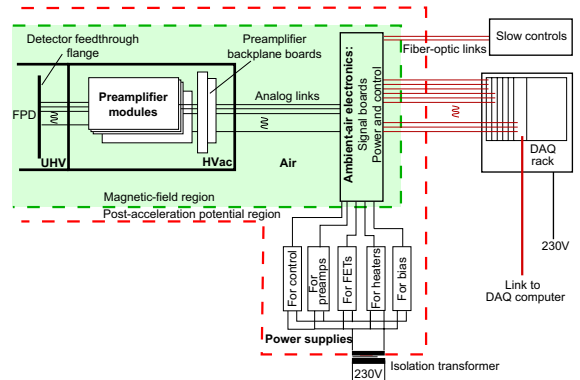 Detector feedthrough
flange
Preamplifier
backplane boards
FPD
Preamplifier
modules
UHV
HVac
Analog links
Air
Ambient-air electronics:
Signal boards
Power and control
Fiber-optic links
Slow controls
DAQ
rack
230V
Link to
DAQ computer
Magnetic-field region
Post-acceleration potential region
For control
For
preamps
For FETs
For heaters
For bias
Power supplies
Isolation transformer
230V